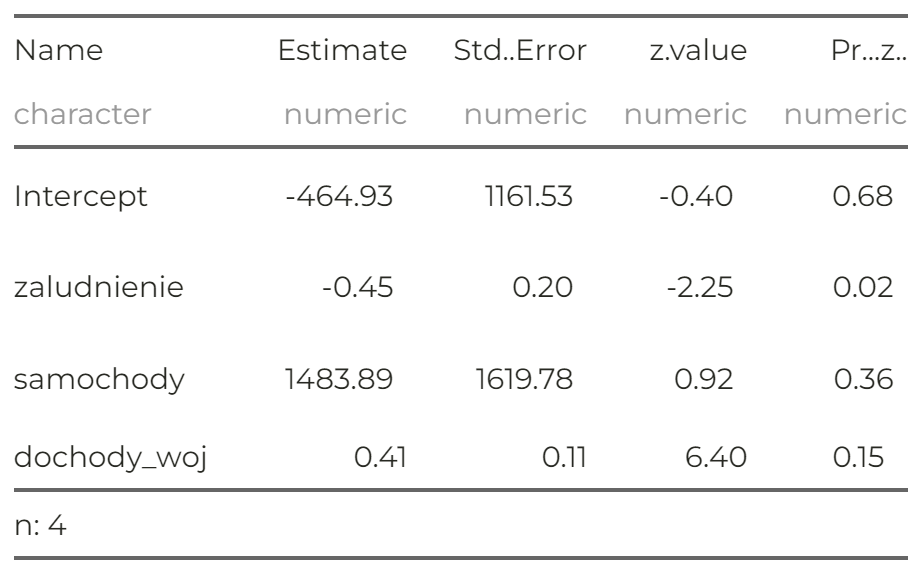 Name Estimate Std..Error z.value Pr...z..
character numeric numeric numeric numeric
Intercept -464.93 1161.53 -0.40 0.68
zaludnienie -0.45 0.20 -2.25 0.02
samochody 1483.89 1619.78 0.92 0.36
dochody_woj 0.41 0.11 6.40 0.15
n: 4